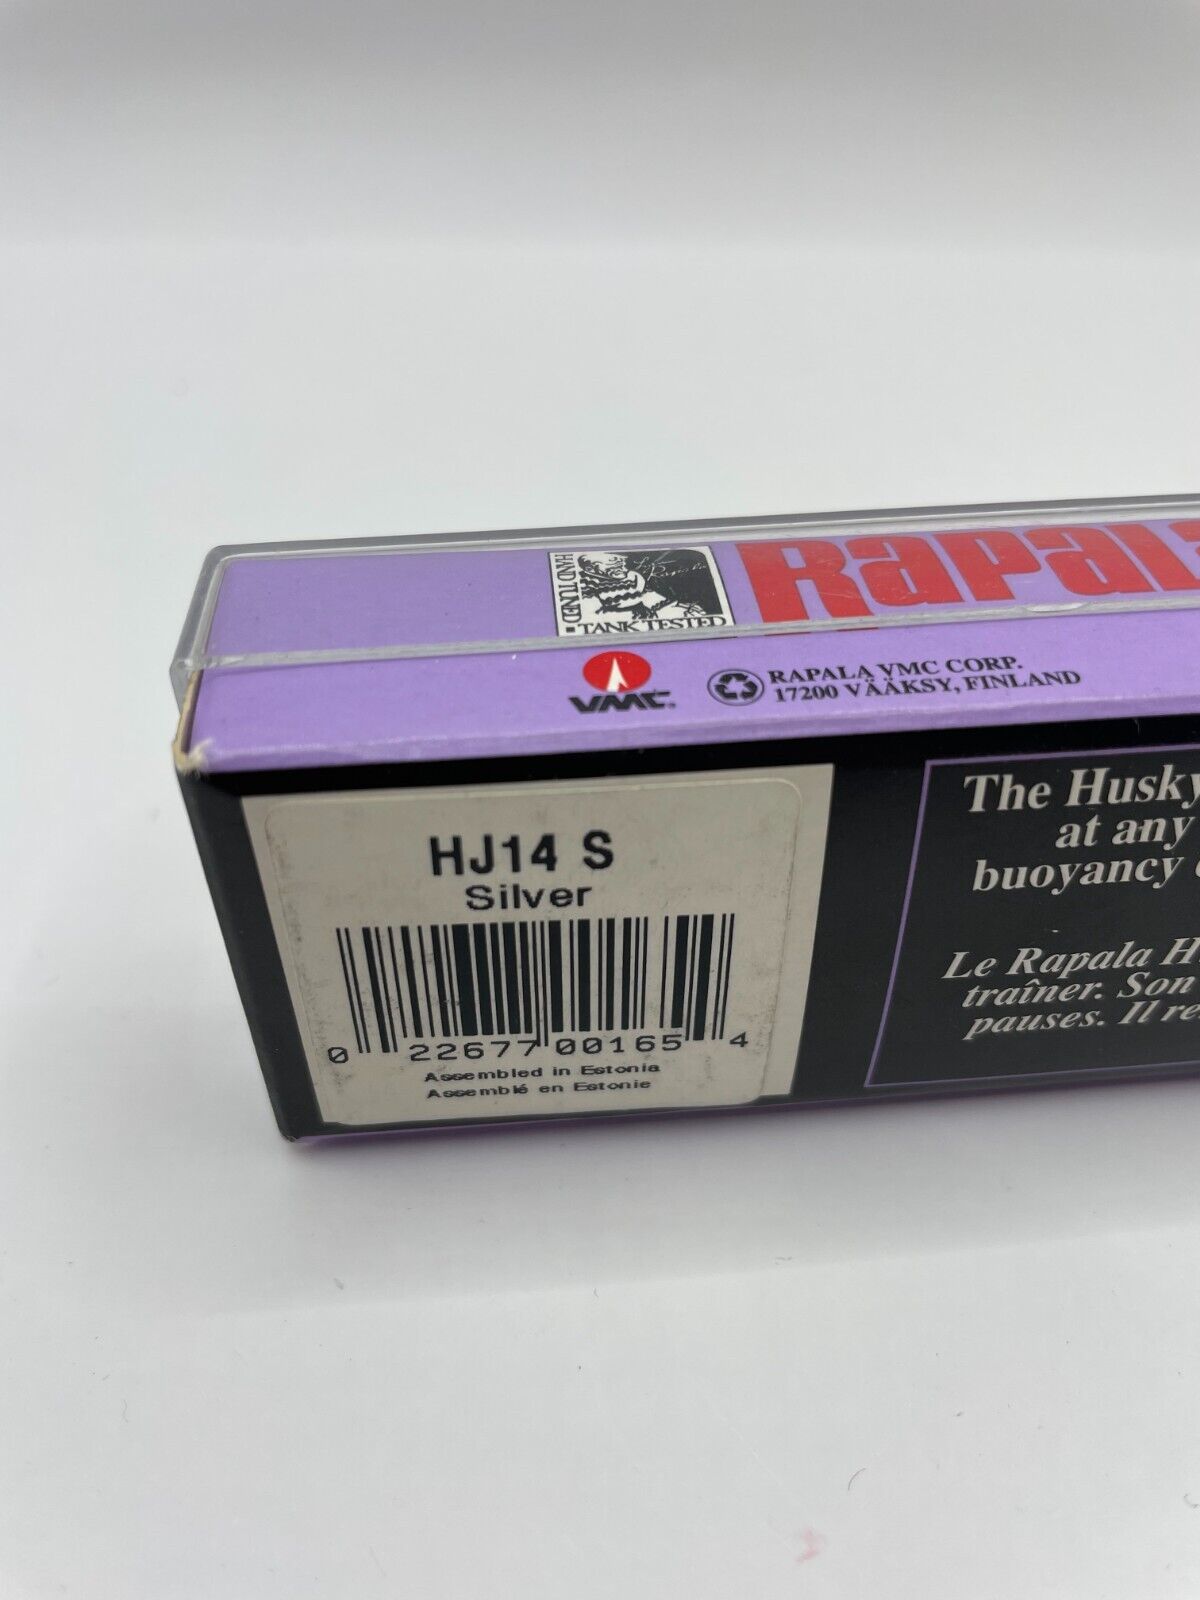 HAND TUNED ■ TANK TESTED
RAPALA
VMC
RAPALA VMC CORP.
17200 VÄÄKSY, FINLAND
HJ14 S
Silver
0 22677 00165 4
Assembled in Estonia
Assemblé en Estonie
The Husky
at any
buoyancy
Le Rapala H
traîner. Son
pauses. Il re